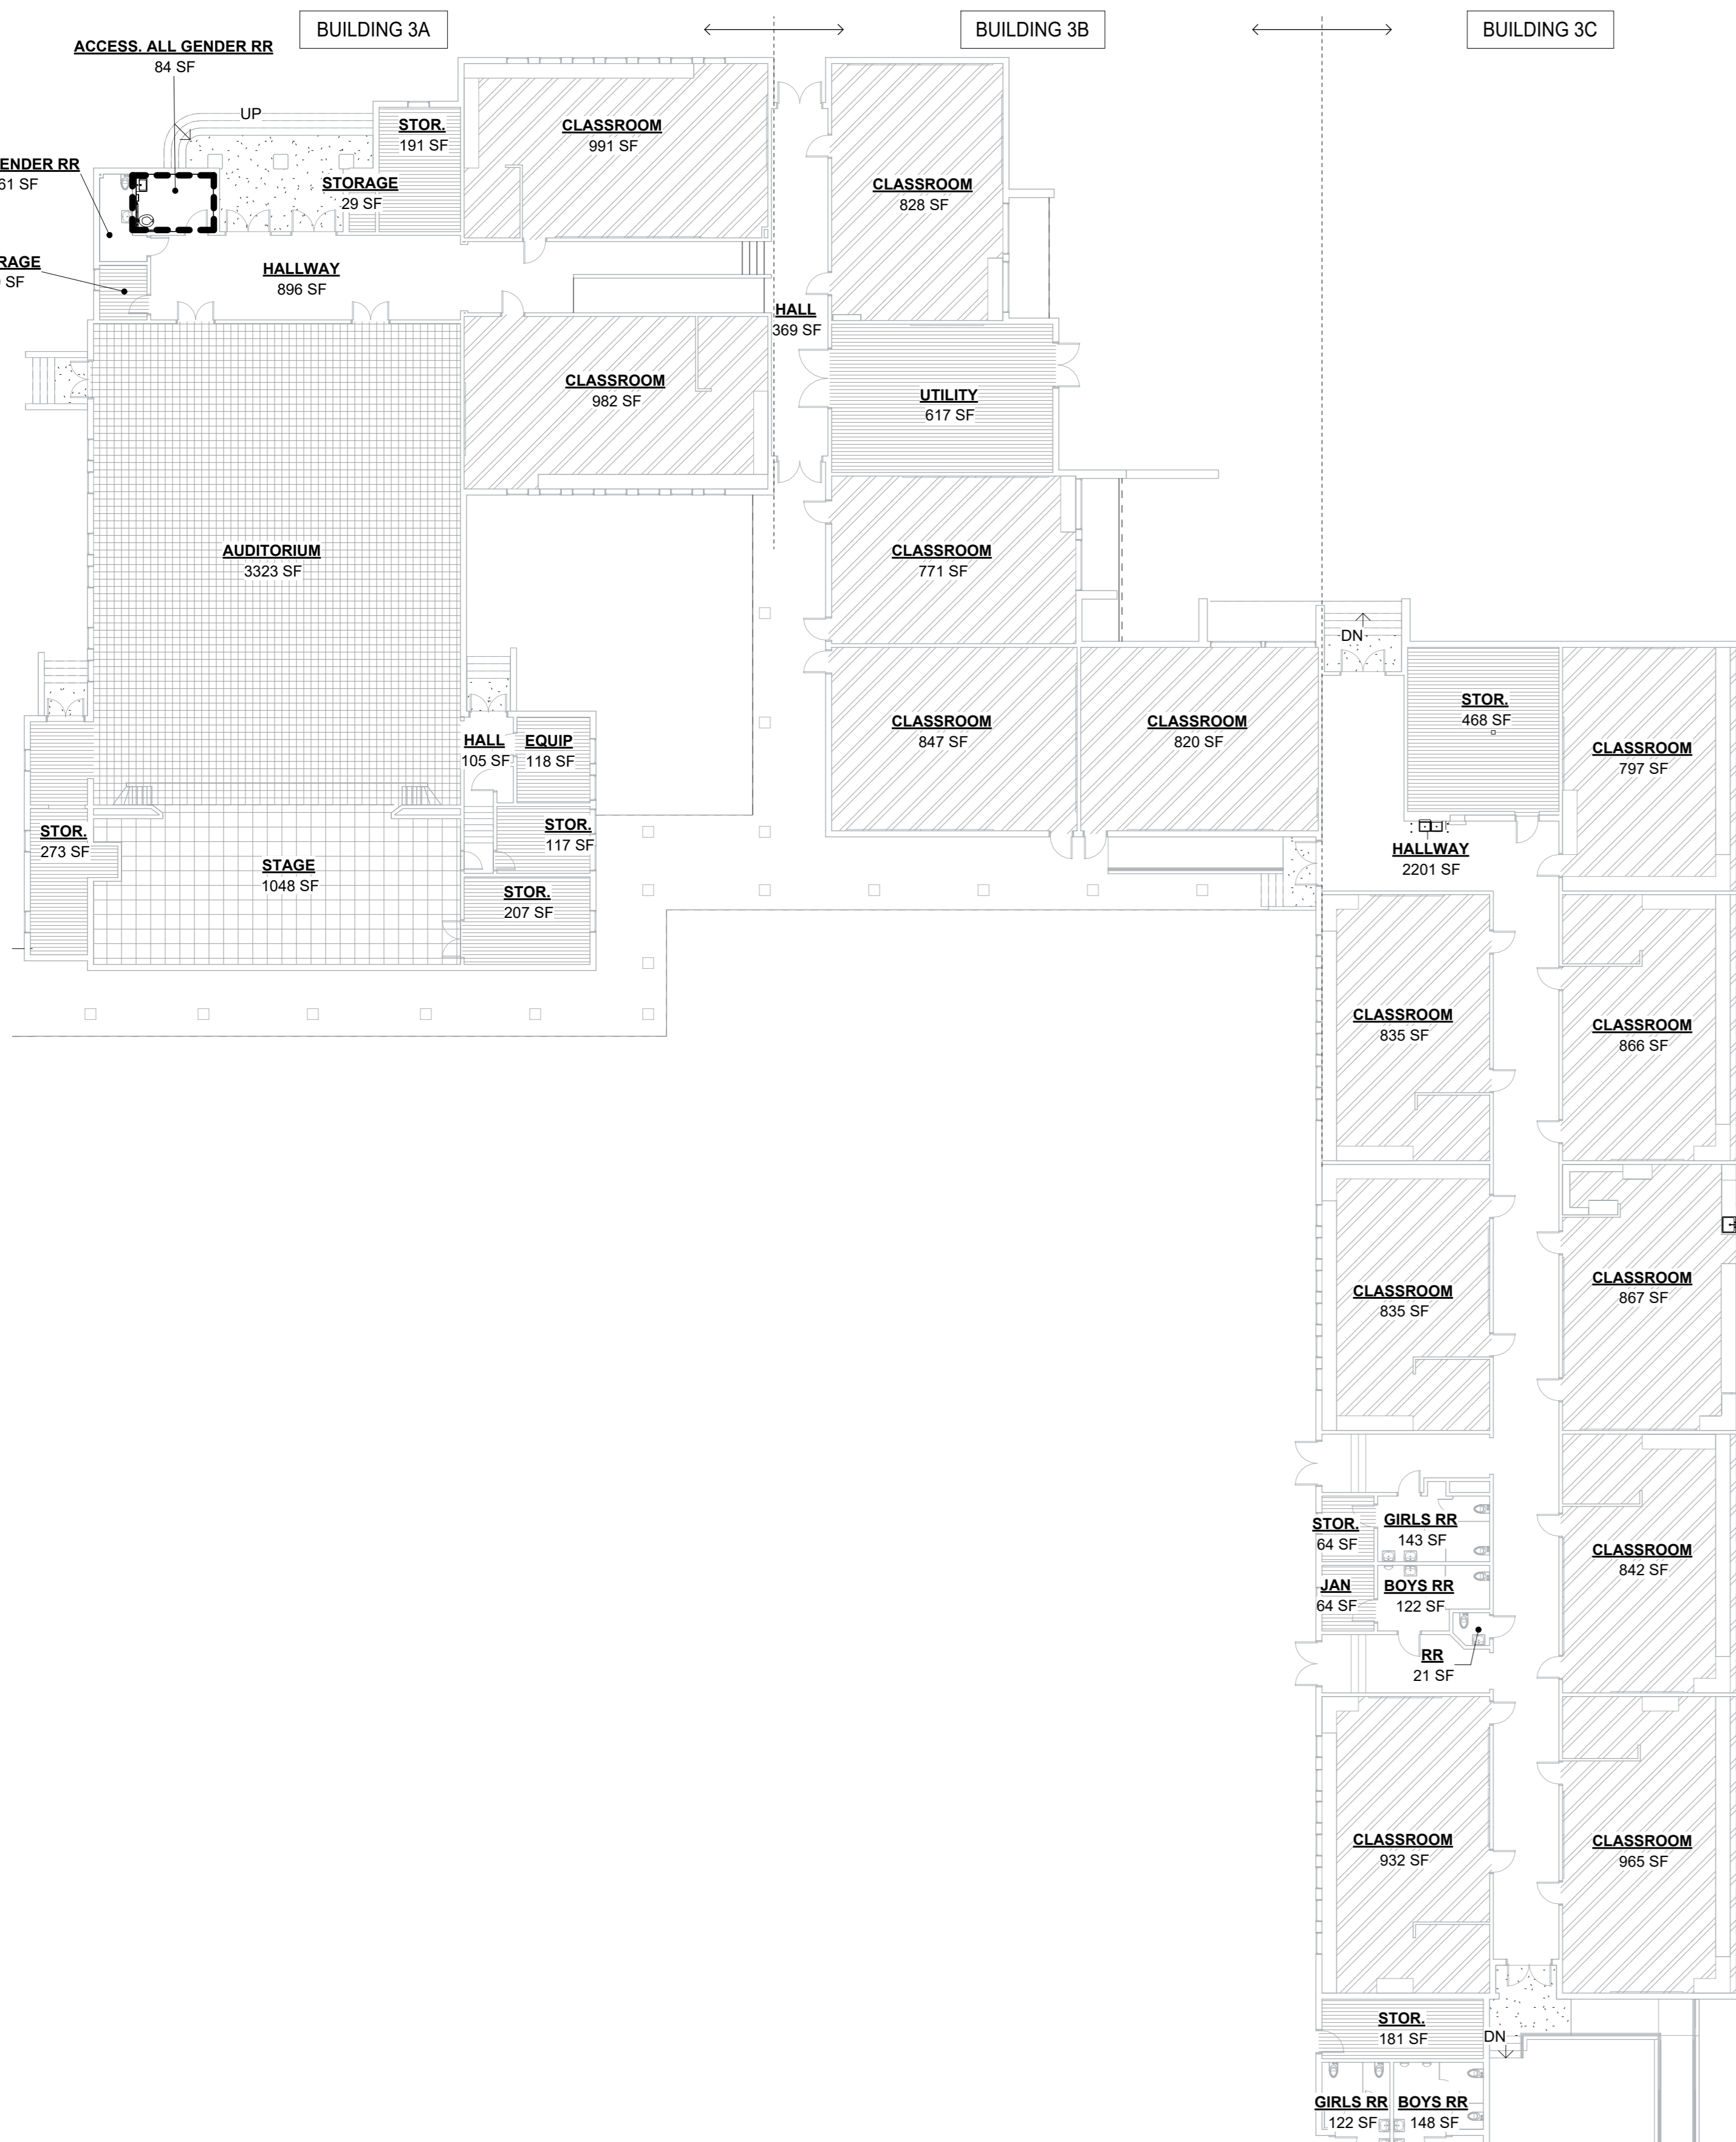 BUILDING 3A
BUILDING 3B
BUILDING 3C
ACCESS. ALL GENDER RR
84 SF
UP
STOR.
191 SF
CLASSROOM
991 SF
ENDER RR
61 SF
STORAGE
29 SF
CLASSROOM
828 SF
RAGE
SF
HALLWAY
896 SF
HALL
369 SF
CLASSROOM
982 SF
UTILITY
617 SF
AUDITORIUM
3323 SF
CLASSROOM
771 SF
DN
STOR.
468 SF
HALL
105 SF
EQUIP
118 SF
CLASSROOM
847 SF
CLASSROOM
820 SF
CLASSROOM
797 SF
STOR.
273 SF
STOR.
117 SF
STAGE
1048 SF
STOR.
207 SF
HALLWAY
2201 SF
CLASSROOM
835 SF
CLASSROOM
866 SF
CLASSROOM
835 SF
CLASSROOM
867 SF
STOR.
64 SF
GIRLS RR
143 SF
CLASSROOM
842 SF
JAN
64 SF
BOYS RR
122 SF
RR
21 SF
CLASSROOM
932 SF
CLASSROOM
965 SF
STOR.
181 SF
DN
GIRLS RR
122 SF
BOYS RR
148 SF